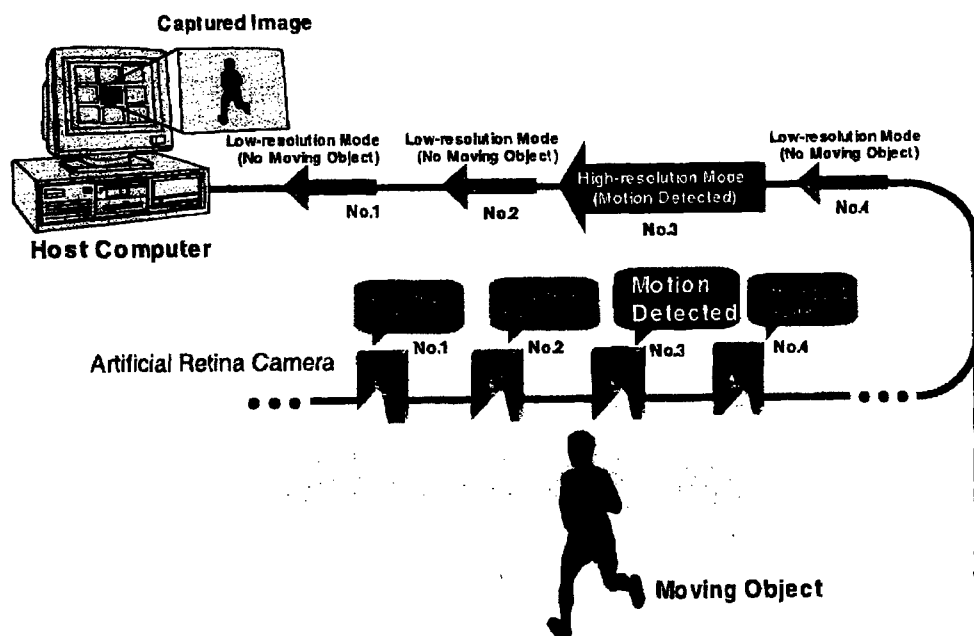 Captured Image
Low-resolution Mode
(No Moving Object)
Low-resolution Mode
(No Moving Object)
Low-resolution Mode
(No Moving Object)
High-resolution Mode
(Motion Detected)
No.1
No.2
No.3
No.4
Host Computer
Motion
Detected
No.1
No.2
No.3
No.4
Artificial Retina Camera
Moving Object